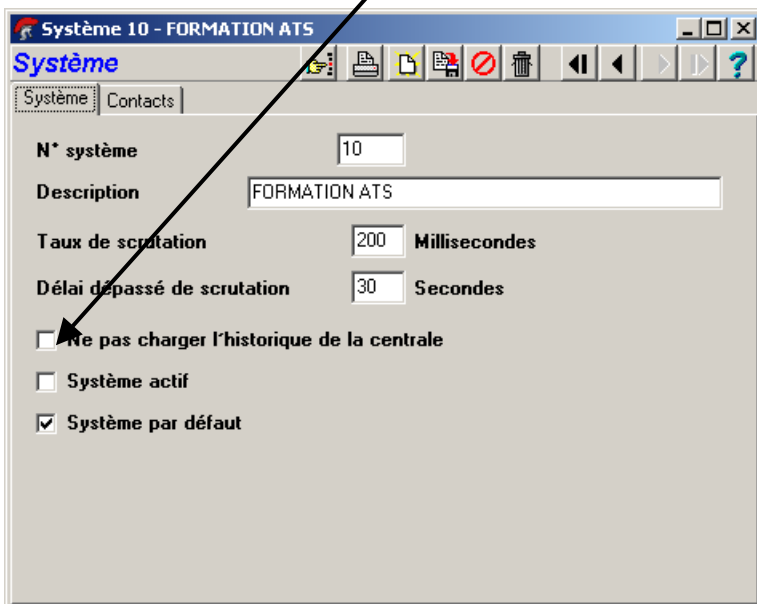 Système 10 - FORMATION ATS
Système
Système Contacts
N° système 10
Description FORMATION ATS
Taux de scrutation 200 Millisecondes
Délai dépassé de scrutation 30 Secondes
Ne pas charger l'historique de la centrale
Système actif
Système par défaut